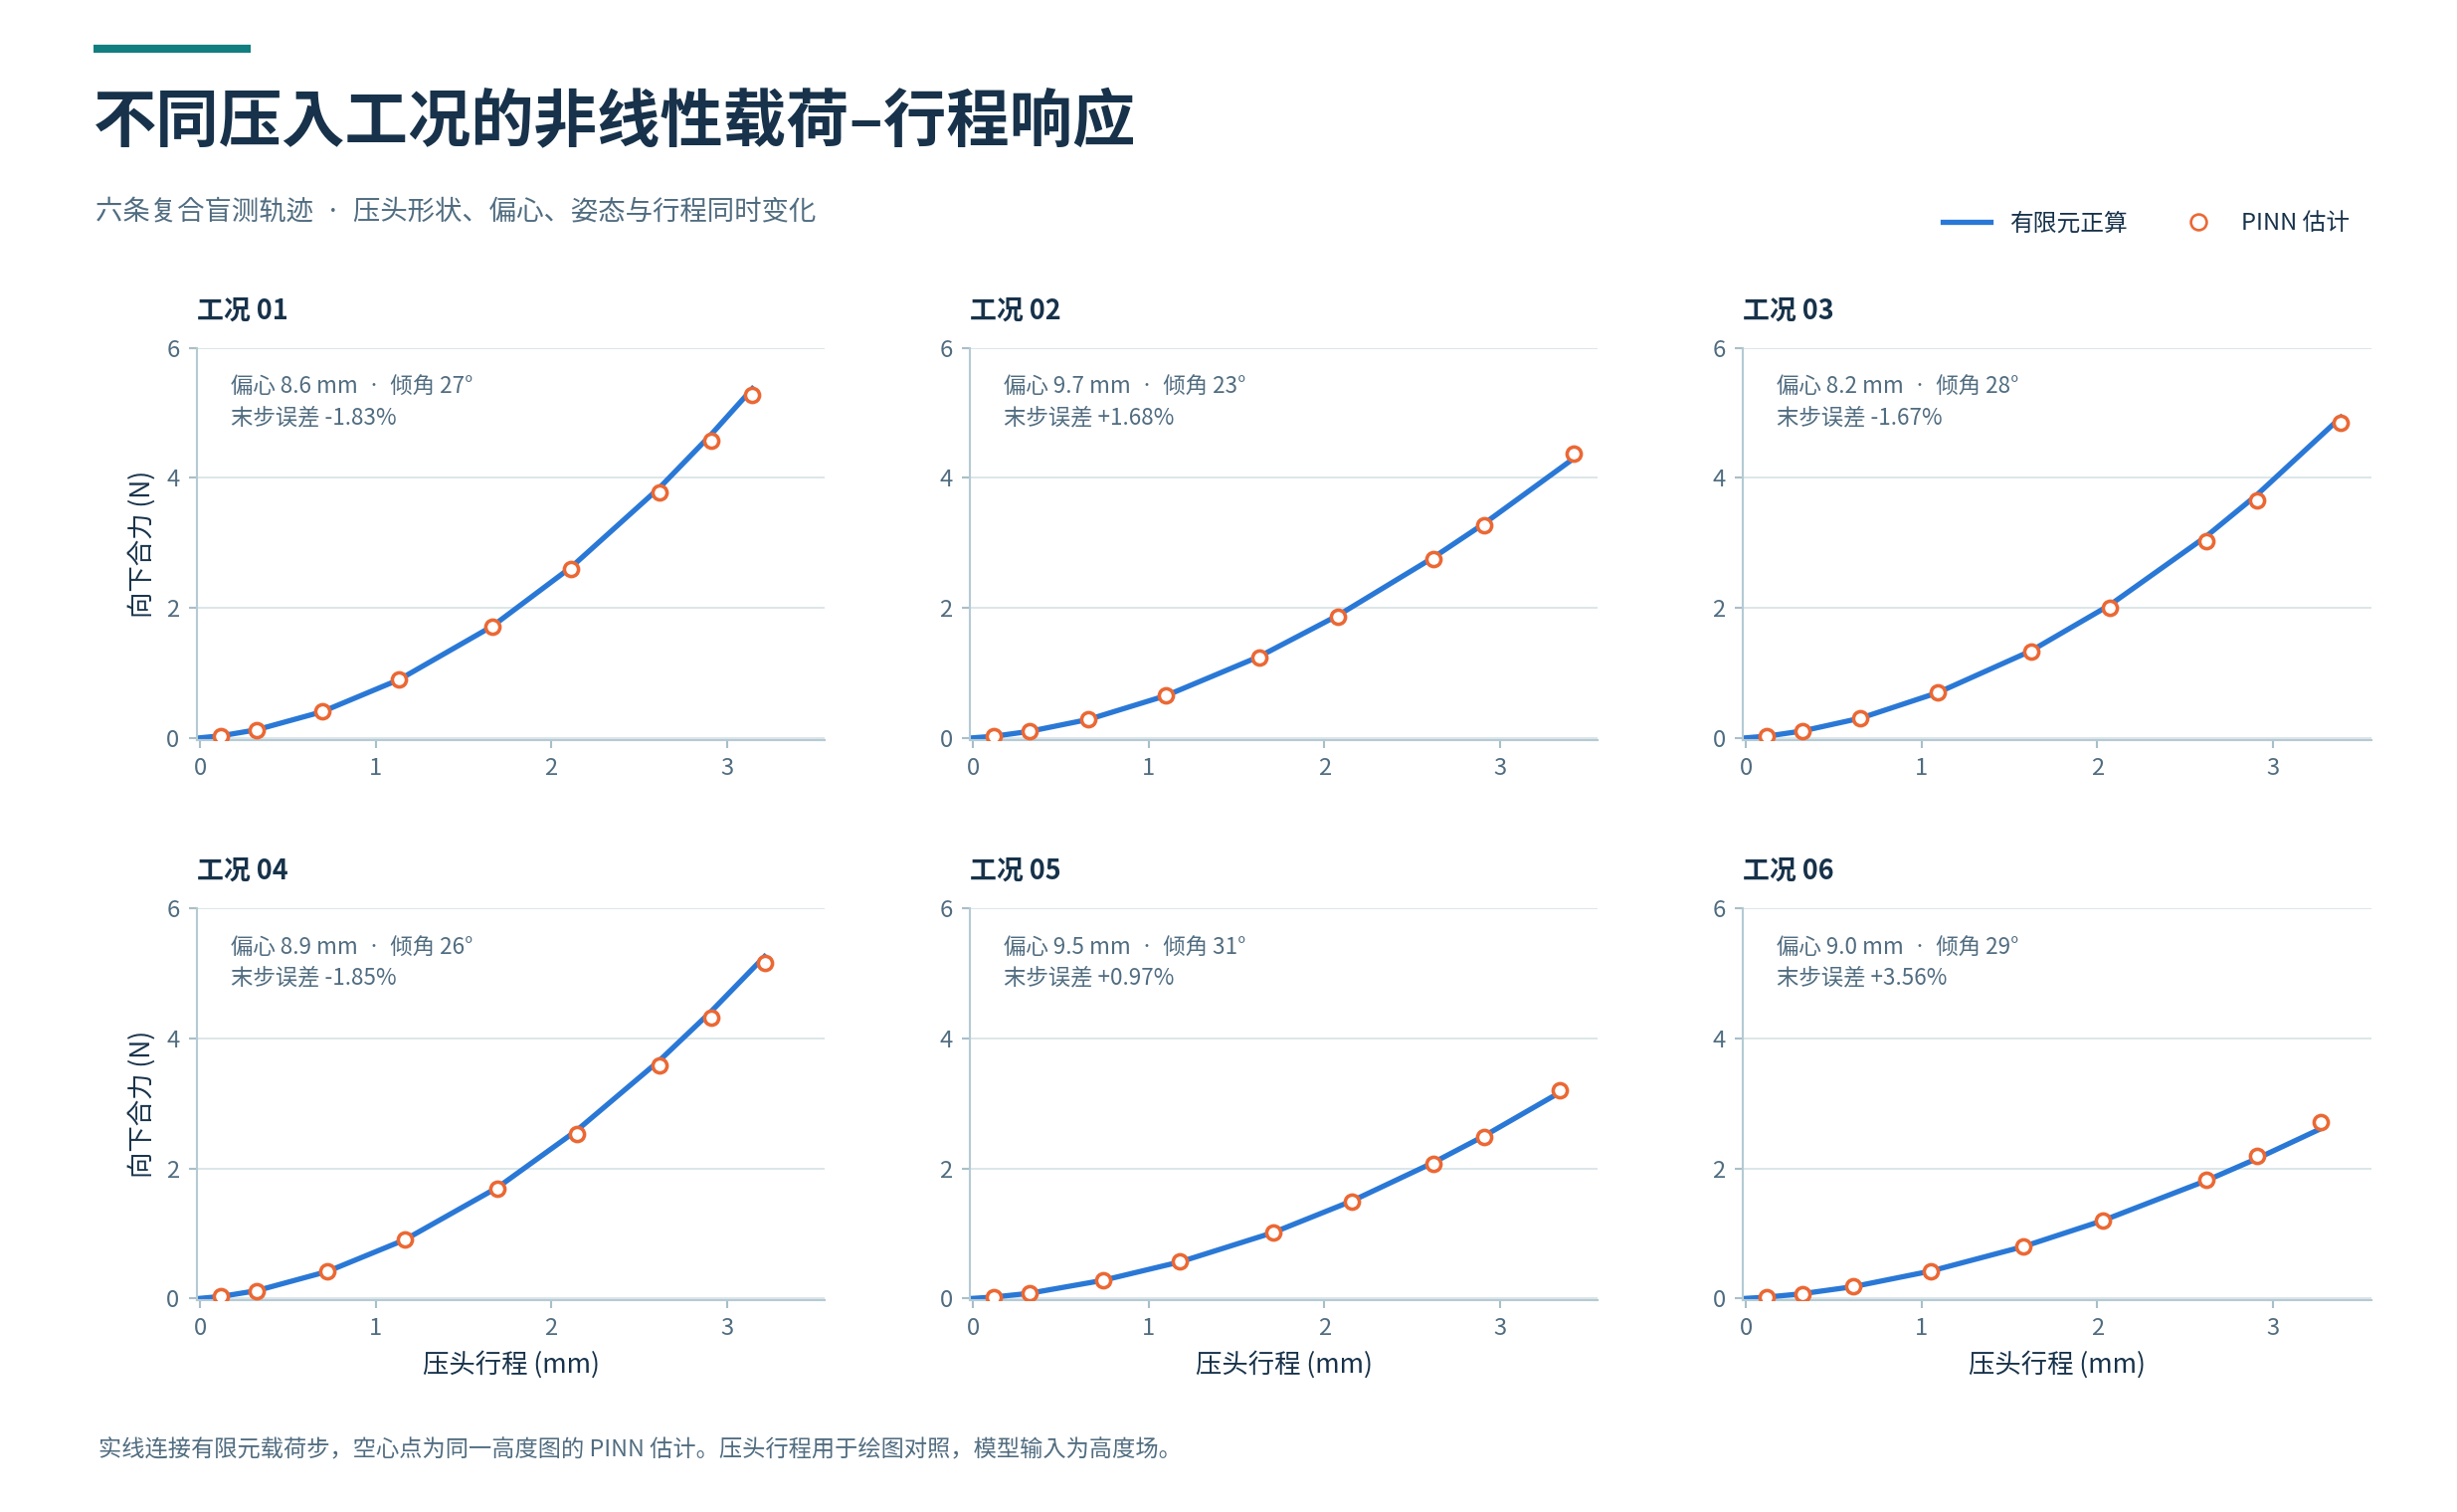 不同压入工况的非线性载荷–行程响应
六条复合盲测轨迹 · 压头形状、偏心、姿态与行程同时变化
有限元正算
PINN 估计
工况 01
偏心 8.6 mm · 倾角 27°
末步误差 -1.83%
向下合力 (N)
6
4
2
0
0 1 2 3
工况 02
偏心 9.7 mm · 倾角 23°
末步误差 +1.68%
6
4
2
0
0 1 2 3
工况 03
偏心 8.2 mm · 倾角 28°
末步误差 -1.67%
6
4
2
0
0 1 2 3
工况 04
偏心 8.9 mm · 倾角 26°
末步误差 -1.85%
向下合力 (N)
6
4
2
0
0 1 2 3
压头行程 (mm)
工况 05
偏心 9.5 mm · 倾角 31°
末步误差 +0.97%
6
4
2
0
0 1 2 3
压头行程 (mm)
工况 06
偏心 9.0 mm · 倾角 29°
末步误差 +3.56%
6
4
2
0
0 1 2 3
压头行程 (mm)
实线连接有限元载荷步，空心点为同一高度图的 PINN 估计。压头行程用于绘图对照，模型输入为高度场。